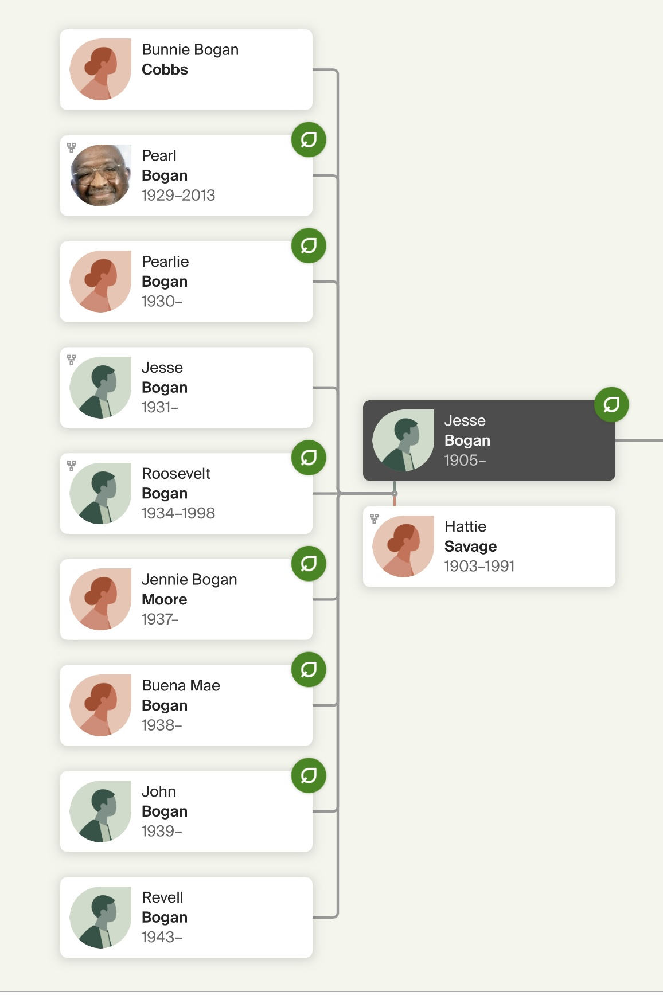 Bunnie Bogan
Cobbs
Pearl
Bogan
1929–2013
Pearlie
Bogan
1930–
Jesse
Bogan
1931–
Roosevelt
Bogan
1934–1998
Jennie Bogan
Moore
1937–
Buena Mae
Bogan
1938–
John
Bogan
1939–
Revell
Bogan
1943–
Jesse
Bogan
1905–
Hattie
Savage
1903–1991